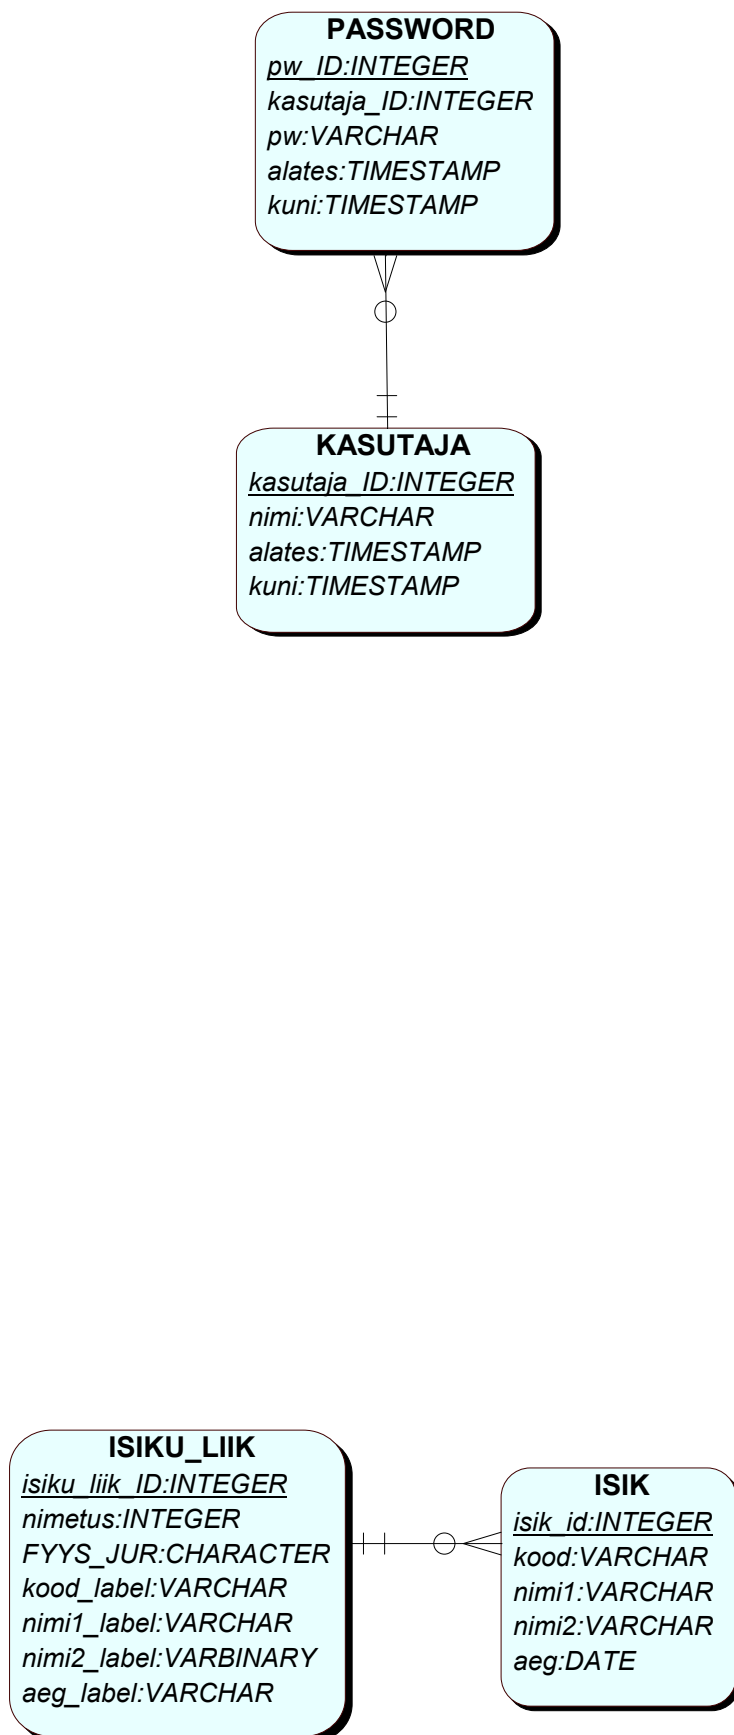 PASSWORD
pw_ID:INTEGER
kasutaja_ID:INTEGER
pw:VARCHAR
alates:TIMESTAMP
kuni:TIMESTAMP
KASUTAJA
kasutaja_ID:INTEGER
nimi:VARCHAR
alates:TIMESTAMP
kuni:TIMESTAMP
ISIKU_LIIK
isiku_liik_ID:INTEGER
nimetus:INTEGER
FYYS_JUR:CHARACTER
kood_label:VARCHAR
nimi1_label:VARCHAR
nimi2_label:VARBINARY
aeg_label:VARCHAR
ISIK
isik_id:INTEGER
kood:VARCHAR
nimi1:VARCHAR
nimi2:VARCHAR
aeg:DATE